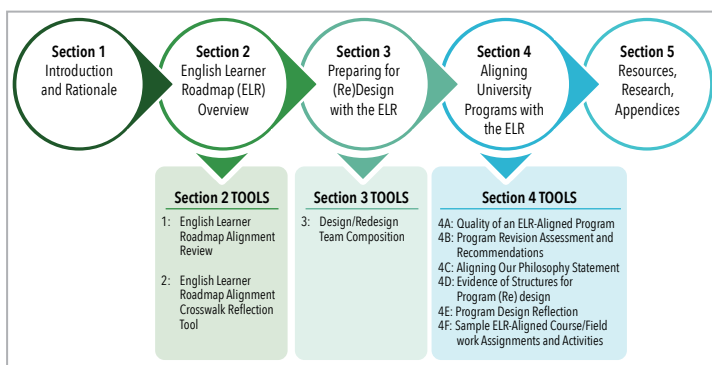 Section 1
Introduction
and Rationale
Section 2
English Learner
Roadmap (ELR)
Overview
Section 3
Preparing for
(Re)Design
with the ELR
Section 4
Aligning
University
Programs with
the ELR
Section 5
Resources,
Research,
Appendices
Section 2 TOOLS
1: English Learner
Roadmap Alignment
Review
2: English Learner
Roadmap Alignment
Crosswalk Reflection
Tool
Section 3 TOOLS
3: Design/Redesign
Team Composition
Section 4 TOOLS
4A: Quality of an ELR-Aligned Program
4B: Program Revision Assessment and
Recommendations
4C: Aligning Our Philosophy Statement
4D: Evidence of Structures for
Program (Re) design
4E: Program Design Reflection
4F: Sample ELR-Aligned Course/Field
work Assignments and Activities